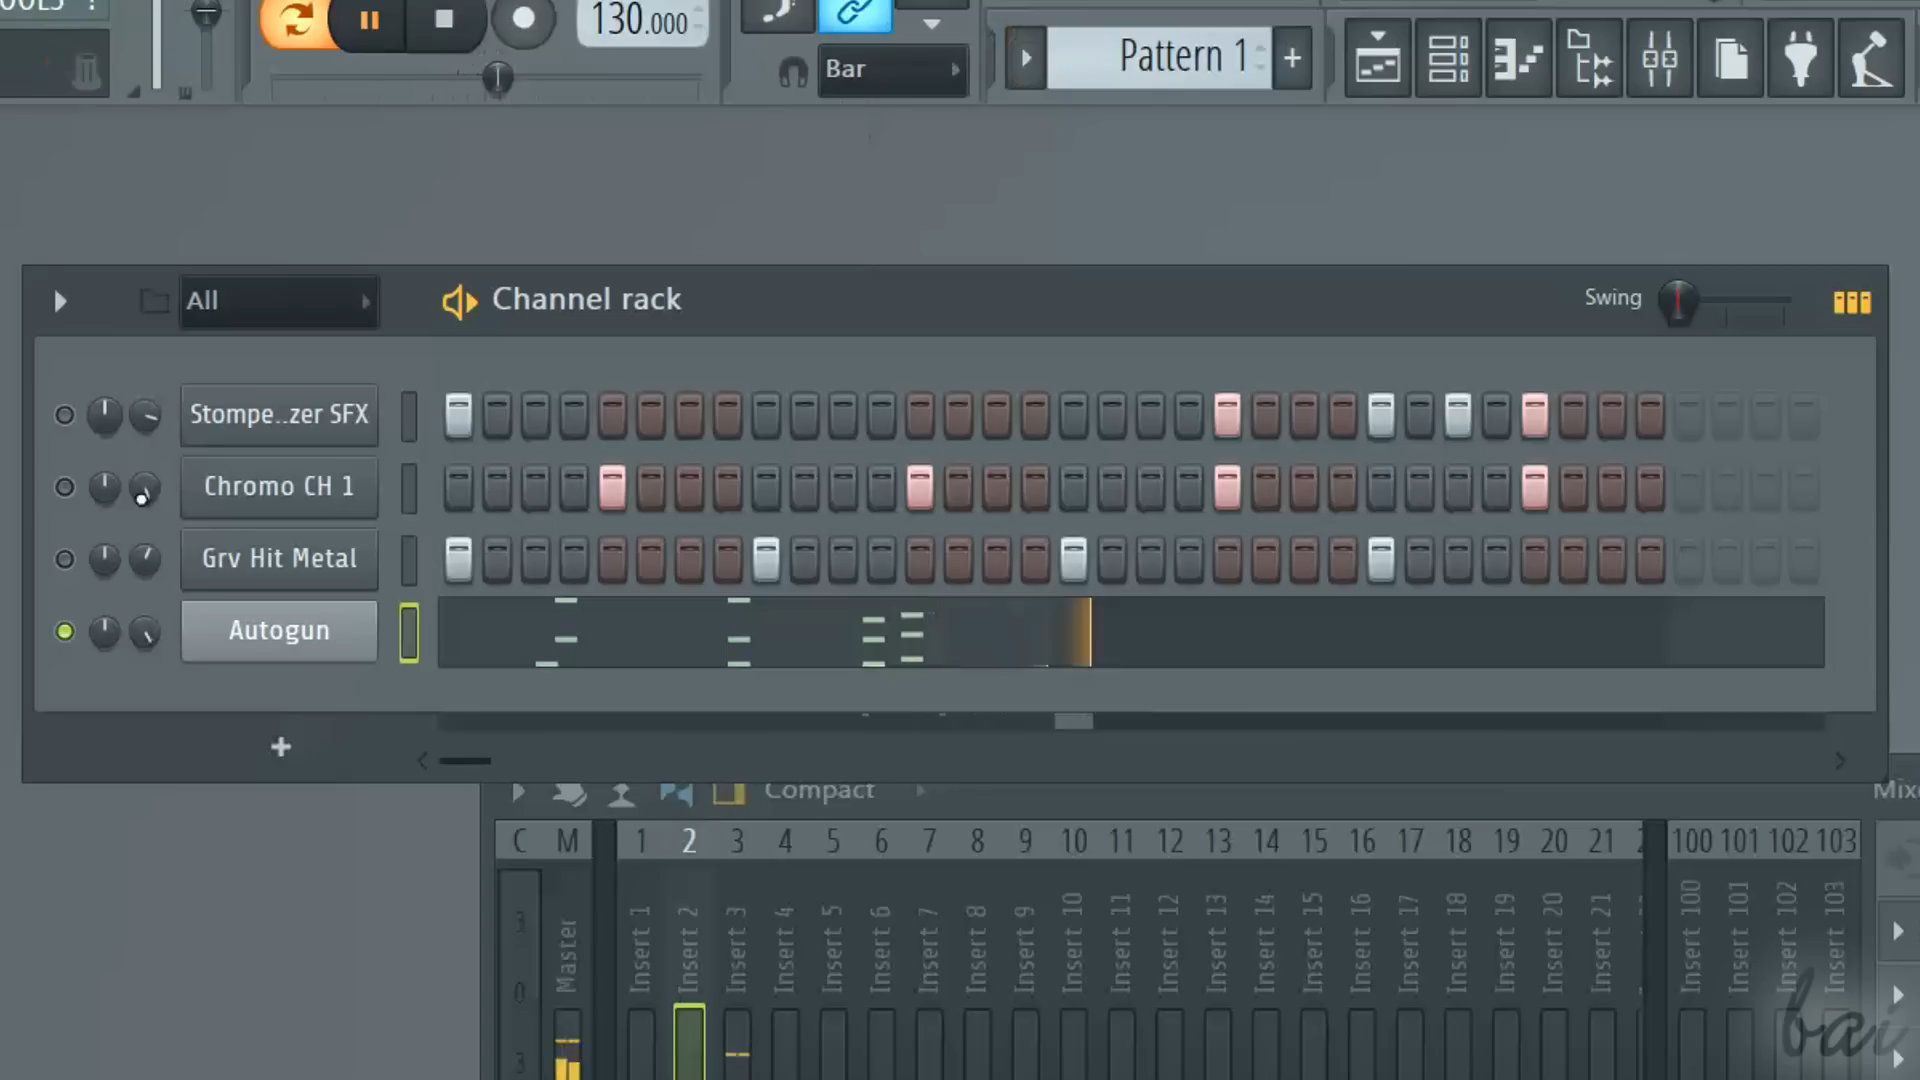 130.000
Bar
Pattern 1
All
Channel rack
Swing
Stompe..zer SFX
Chromo CH 1
Grv Hit Metal
Autogun
Compact
C M 1 2 3 4 5 6 7 8 9 10 11 12 13 14 15 16 17 18 19 20 21 100 101 102 103
Master
Insert 1
Insert 2
Insert 3
Insert 4
Insert 5
Insert 6
Insert 7
Insert 8
Insert 9
Insert 10
Insert 11
Insert 12
Insert 13
Insert 14
Insert 15
Insert 16
Insert 17
Insert 18
Insert 19
Insert 20
Insert 21
Insert 100
Insert 101
Insert 102
Insert 103
3
0
3
bai